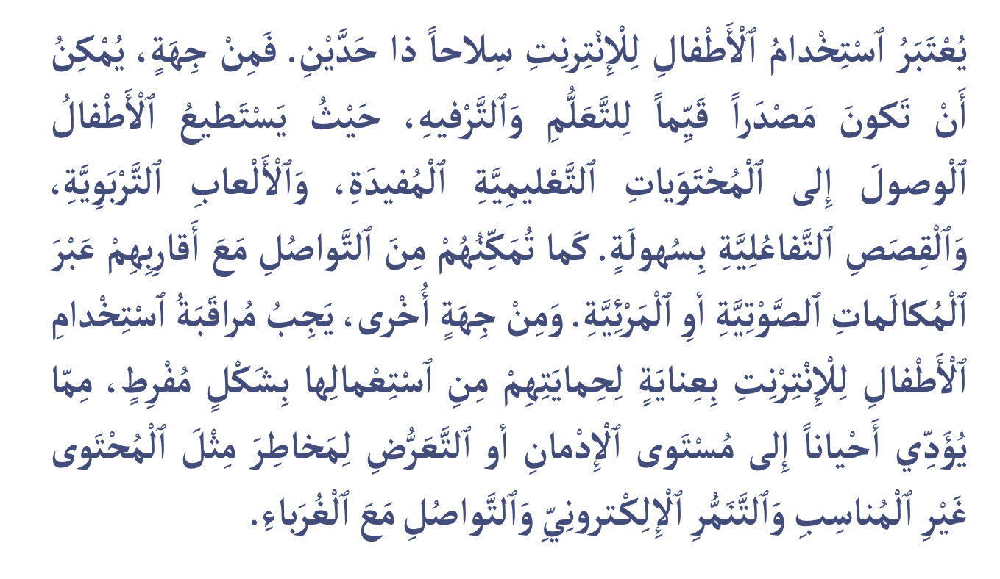 يُعْتَبَرُ ٱسْتِخْدامُ ٱلْأَطْفالِ لِلْإِنْتِرنِتِ سِلاحاً ذا حَدَّيْنِ. فَمِنْ جِهَةٍ، يُمْكِنُ
أَنْ تَكونَ مَصْدَراً قَيِّماً لِلتَّعَلُّمِ وَٱلتَّرْفيهِ، حَيْثُ يَسْتَطيعُ ٱلْأَطْفالُ
ٱلْوصولَ إِلى ٱلْمُحْتَوَياتِ ٱلتَّعْليمِيَّةِ ٱلْمُفيدَةِ، وَٱلْأَلْعابِ ٱلتَّرْبَوِيَّةِ،
وَٱلْقِصَصِ ٱلتَّفاعُلِيَّةِ بِسُهولَةٍ. كَما تُمَكِّنُهُمْ مِنَ ٱلتَّواصُلِ مَعَ أَقارِبِهِمْ عَبْرَ
ٱلْمُكالَماتِ ٱلصَّوْتِيَّةِ أوِ ٱلْمَرْئِيَّةِ. وَمِنْ جِهَةٍ أُخْرى، يَجِبُ مُراقَبَةُ ٱسْتِخْدامِ
ٱلْأَطْفالِ لِلْإِنْتِرْنِتِ بِعِنايَةٍ لِحِمايَتِهِمْ مِنِ ٱسْتِعْمالِها بِشَكْلٍ مُفْرِطٍ، مِمّا
يُؤَدِّي أَحْياناً إِلى مُسْتَوى ٱلْإِدْمانِ أو ٱلتَّعَرُّضِ لِمَخاطِرَ مِثْلَ ٱلْمُحْتَوى
غَيْرِ ٱلْمُناسِبِ وَٱلتَّنَمُّرِ ٱلْإِلِكْترونِيِّ وَٱلتَّواصُلِ مَعَ ٱلْغُرَباءِ.